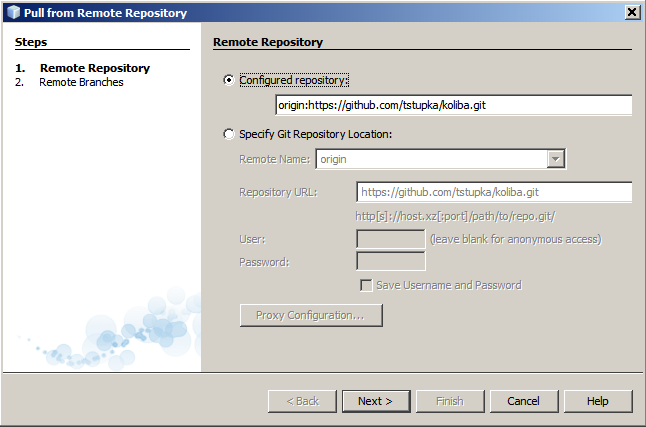 Pull from Remote Repository
Steps
1. Remote Repository
2. Remote Branches
Remote Repository
Configured repository:
origin:https://github.com/tstupka/koliba.git
Specify Git Repository Location:
Remote Name: origin
Repository URL: https://github.com/tstupka/koliba.git
http[s]://host.xz[:port]/path/to/repo.git/
User: (leave blank for anonymous access)
Password:
Save Username and Password
Proxy Configuration...
< Back Next > Finish Cancel Help